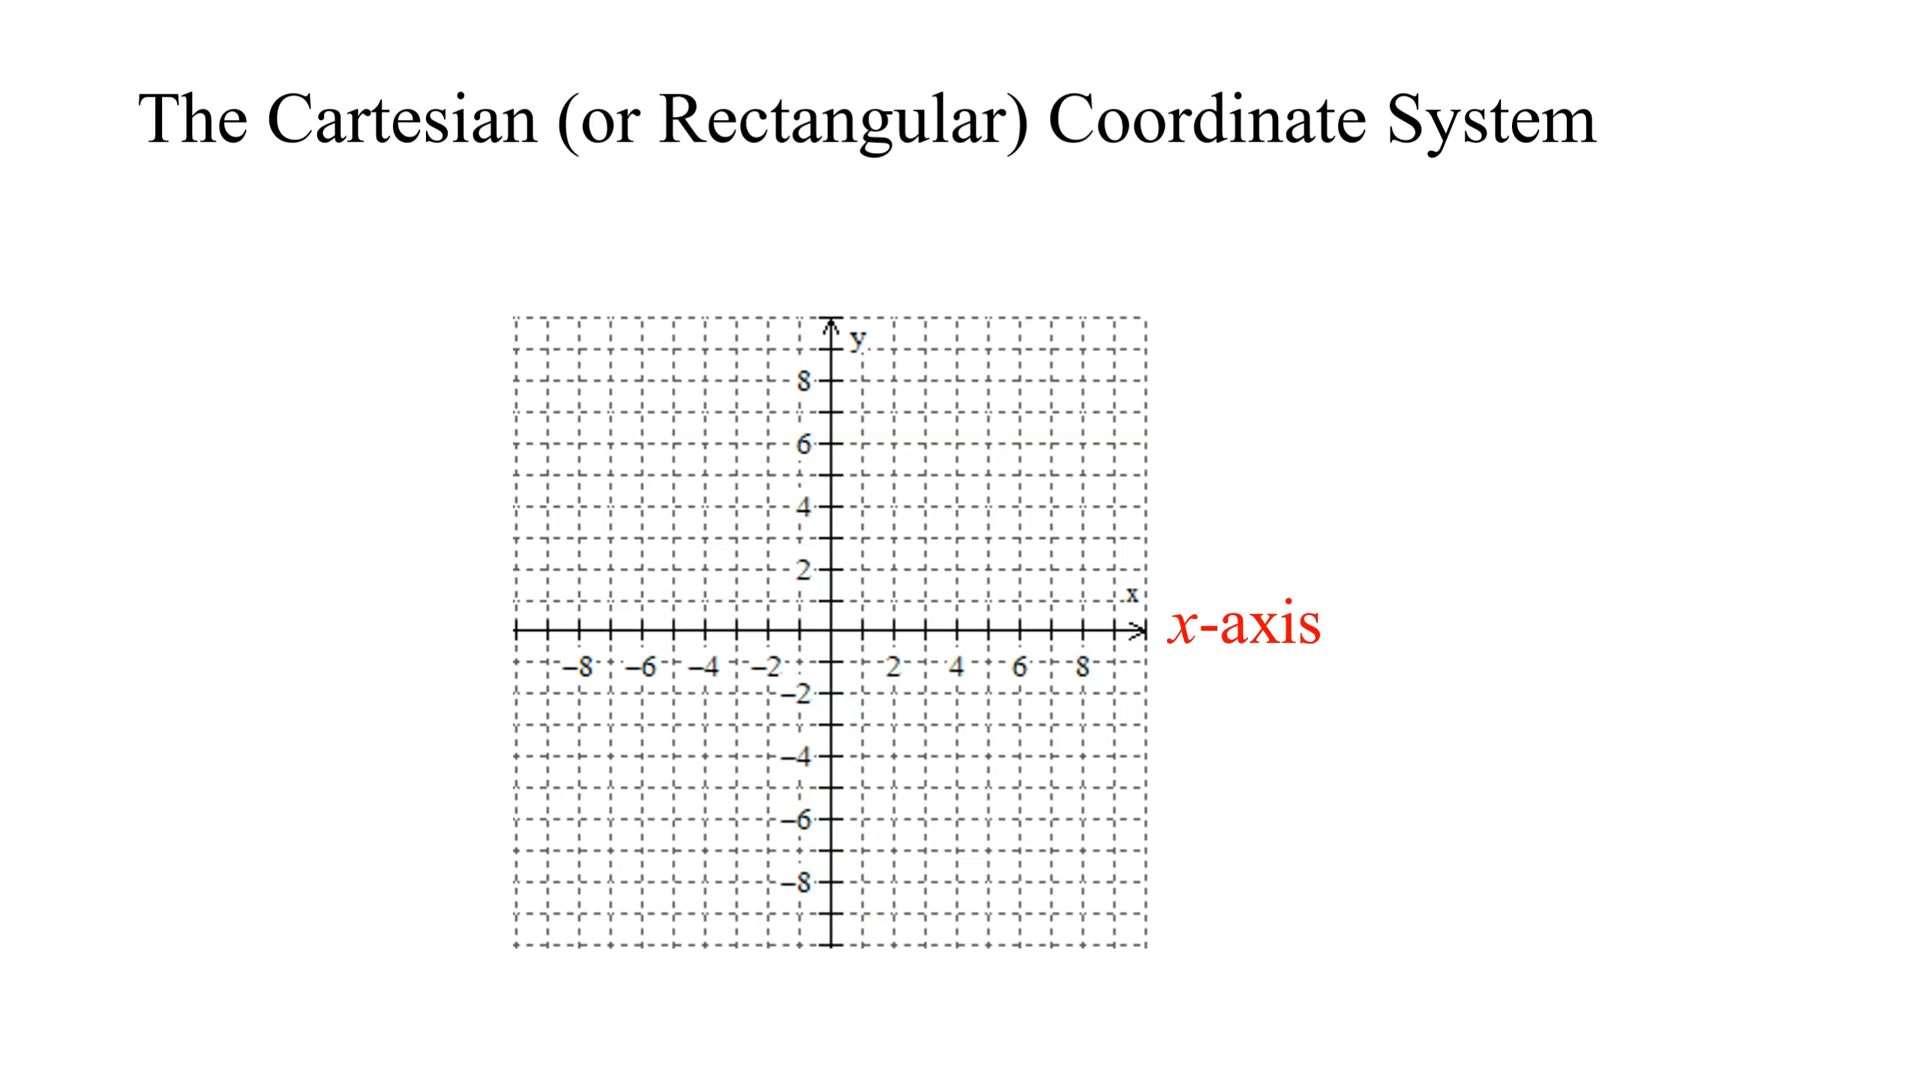 The Cartesian (or Rectangular) Coordinate System
y
8
6
4
2
x
x-axis
–8 –6 –4 –2 2 4 6 8
–2
–4
–6
–8